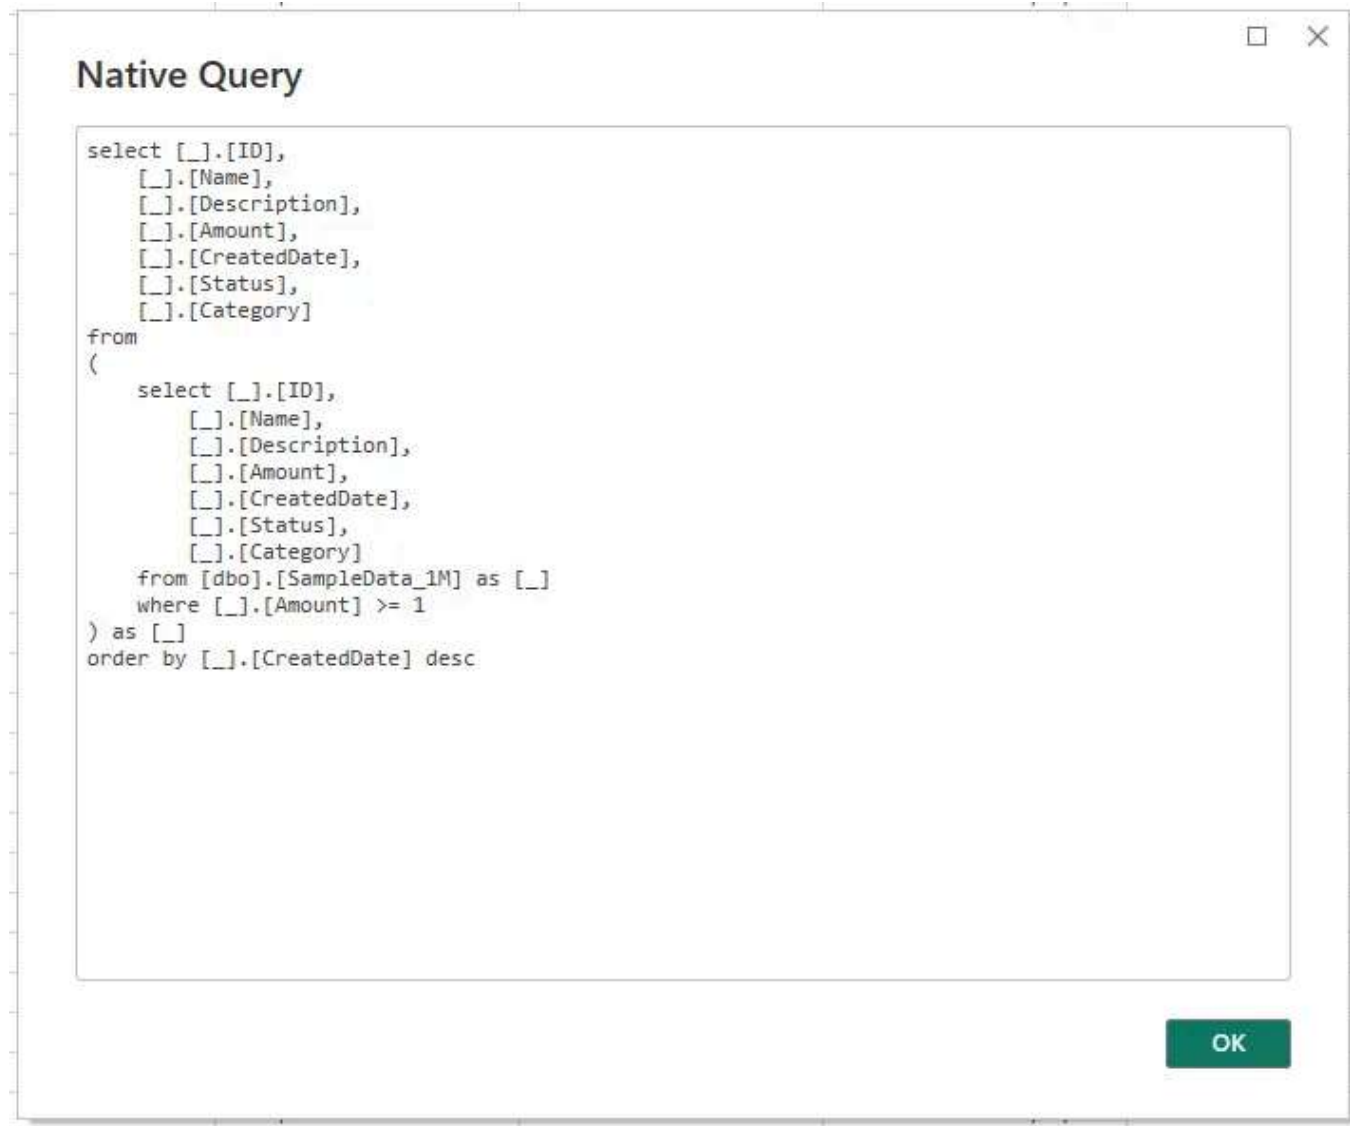 Native Query
select [_].[ID],
    [_].[Name],
    [_].[Description],
    [_].[Amount],
    [_].[CreatedDate],
    [_].[Status],
    [_].[Category]
from
(
    select [_].[ID],
        [_].[Name],
        [_].[Description],
        [_].[Amount],
        [_].[CreatedDate],
        [_].[Status],
        [_].[Category]
    from [dbo].[SampleData_1M] as [_]
    where [_].[Amount] >= 1
) as [_]
order by [_].[CreatedDate] desc
OK